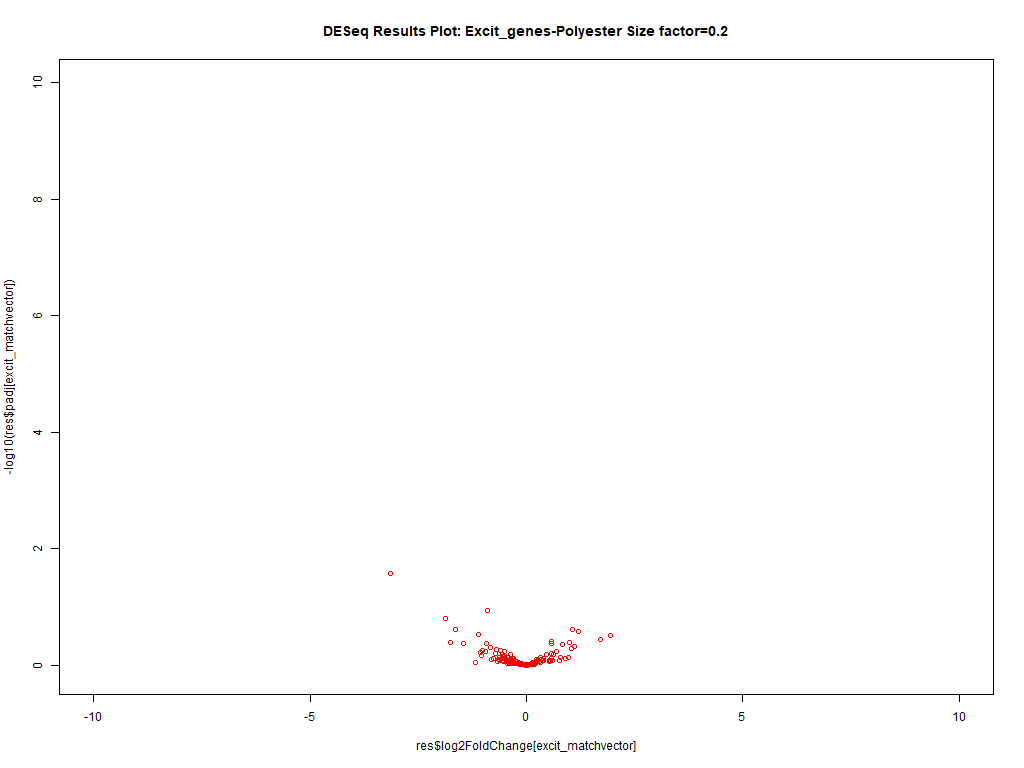 DESeq Results Plot: Excit_genes-Polyester Size factor=0.2
-log10(res$padj[excit_matchvector])
10
8
6
4
2
0
-10 -5 0 5 10
res$log2FoldChange[excit_matchvector]